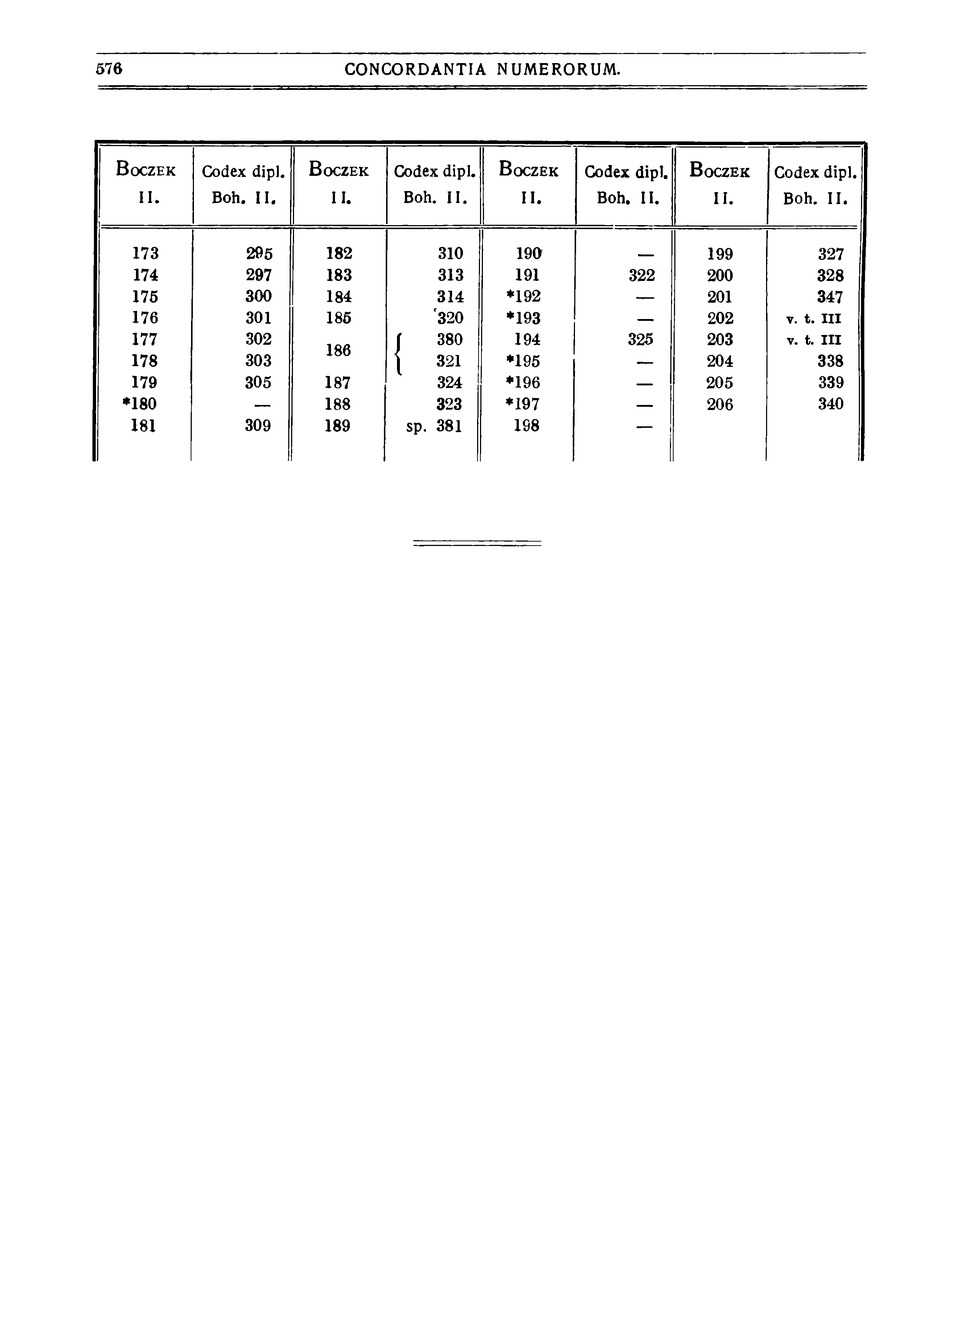 576 CONCORDANTIA NUMERORUM.
BOCZEK Codex dipl. BOCZEK Codex dipl. BOCZEK Codex dipl. BOCZEK Codex dipl.
II. Boh. II. II. Boh. II. II. Boh. II. II. Boh. II.
173 295 182 310 190 — 199 327
174 297 183 313 191 322 200 328
175 300 184 314 *192 — 201 347
176 301 185 320 *193 — 202 v. t. III
177 302 186 { 380 194 325 203 v. t. III
178 303 321 *195 — 204 338
179 305 187 324 *196 — 205 339
*180 — 188 323 *197 — 206 340
181 309 189 sp. 381 198 —